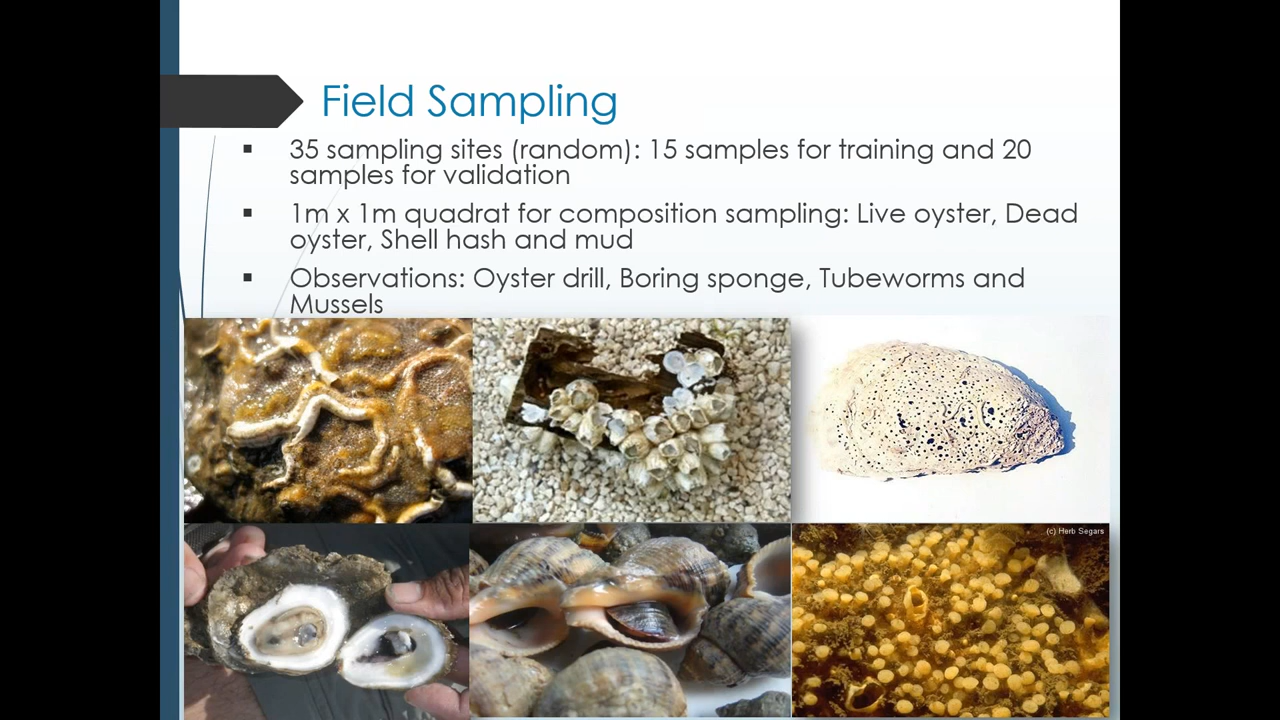 Field Sampling
▪ 35 sampling sites (random): 15 samples for training and 20
samples for validation
▪ 1m x 1m quadrat for composition sampling: Live oyster, Dead
oyster, Shell hash and mud
▪ Observations: Oyster drill, Boring sponge, Tubeworms and
Mussels
(c) Herb Segars